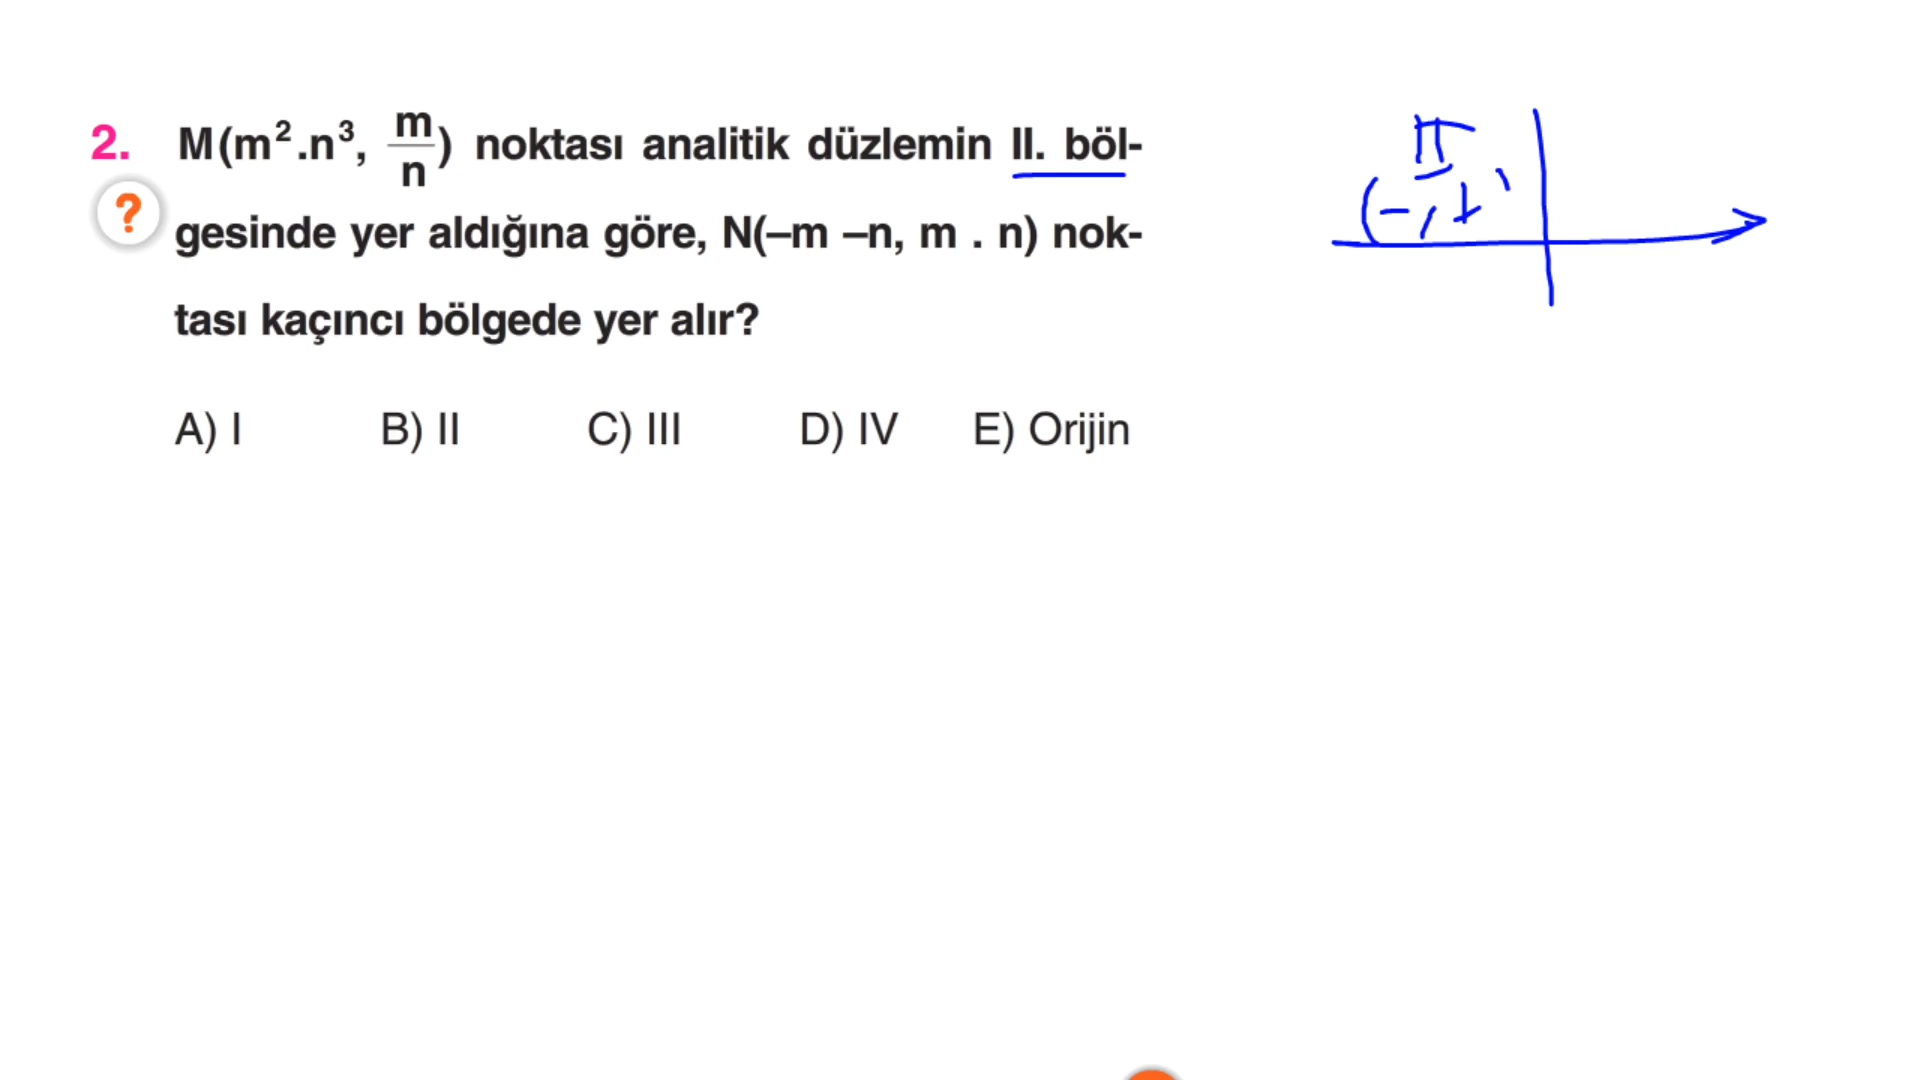 2. M(m².n³, m/n) noktası analitik düzlemin II. böl-
? gesinde yer aldığına göre, N(–m –n, m . n) nok-
tası kaçıncı bölgede yer alır?
A) I B) II C) III D) IV E) Orijin
II
(-, +)